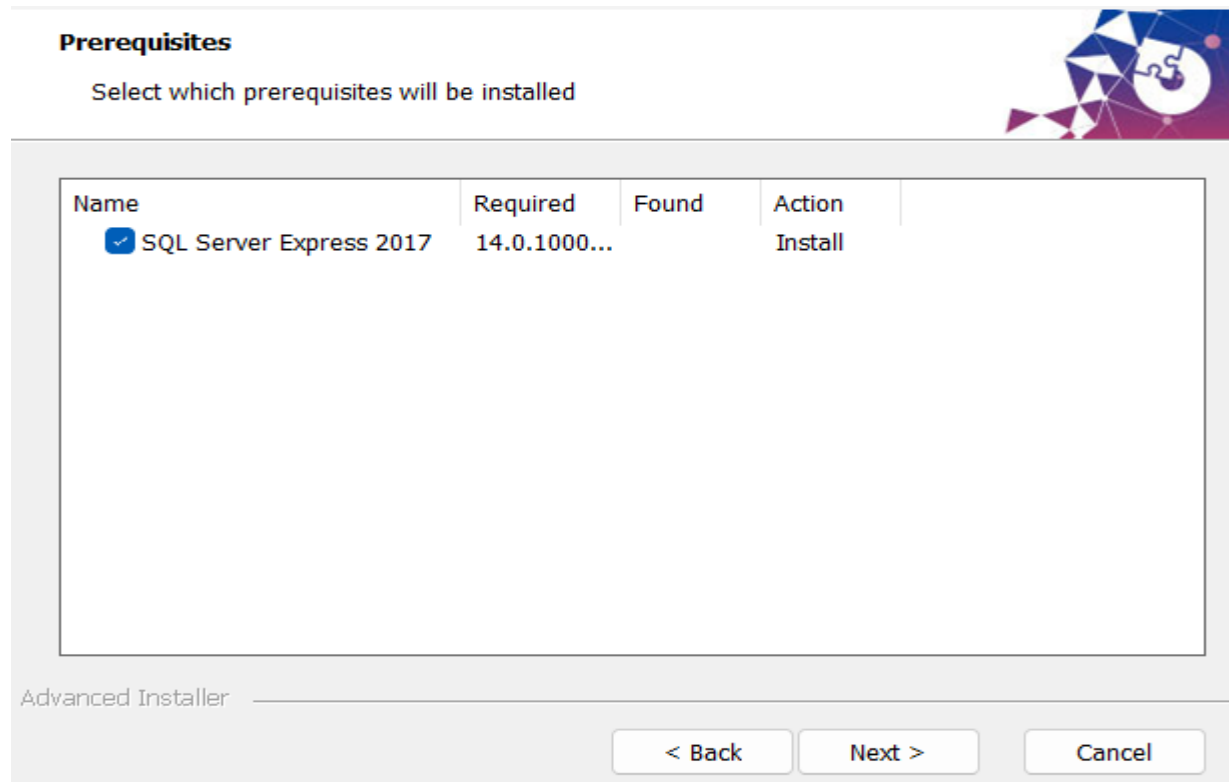 Prerequisites
Select which prerequisites will be installed
Name Required Found Action
SQL Server Express 2017 14.0.1000... Install
Advanced Installer
< Back Next > Cancel